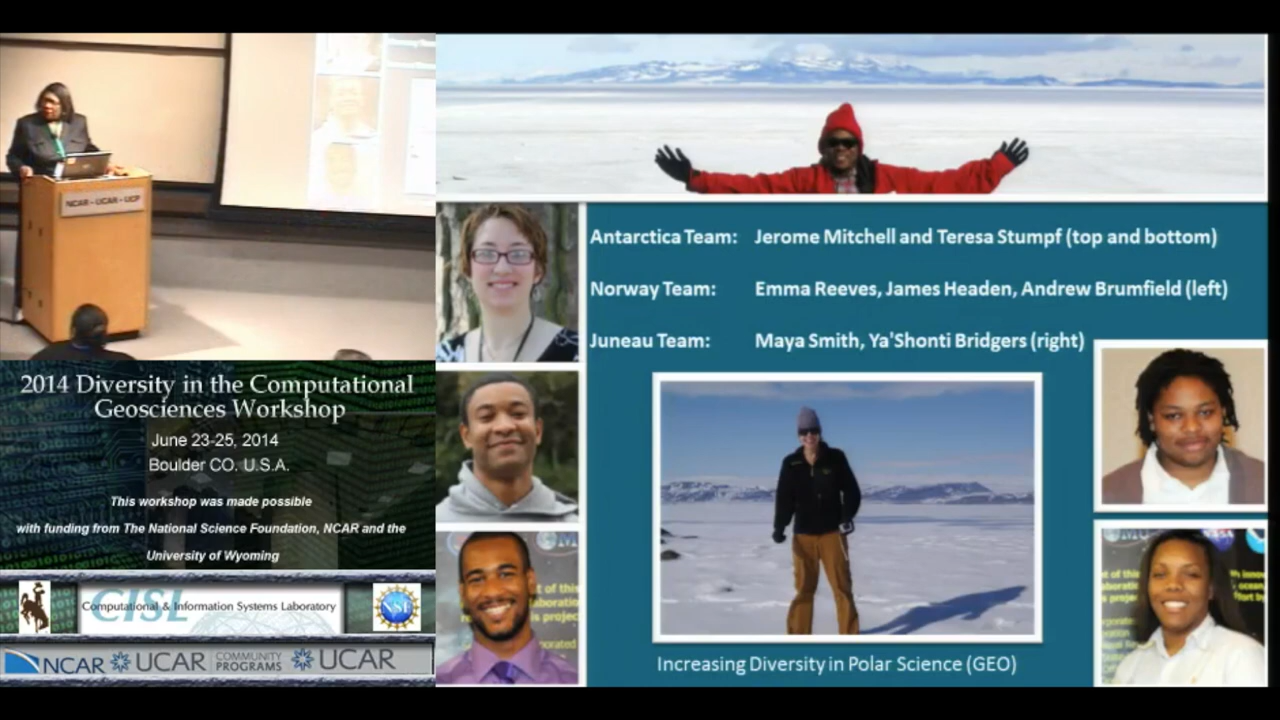 NCAR - UCAR - UCP
2014 Diversity in the Computational
Geosciences Workshop
June 23-25, 2014
Boulder CO. U.S.A.
This workshop was made possible
with funding from The National Science Foundation, NCAR and the
University of Wyoming
CISL
Computational & Information Systems Laboratory
NSF
NCAR UCAR COMMUNITY PROGRAMS UCAR
Antarctica Team: Jerome Mitchell and Teresa Stumpf (top and bottom)
Norway Team: Emma Reeves, James Headen, Andrew Brumfield (left)
Juneau Team: Maya Smith, Ya'Shonti Bridgers (right)
Increasing Diversity in Polar Science (GEO)